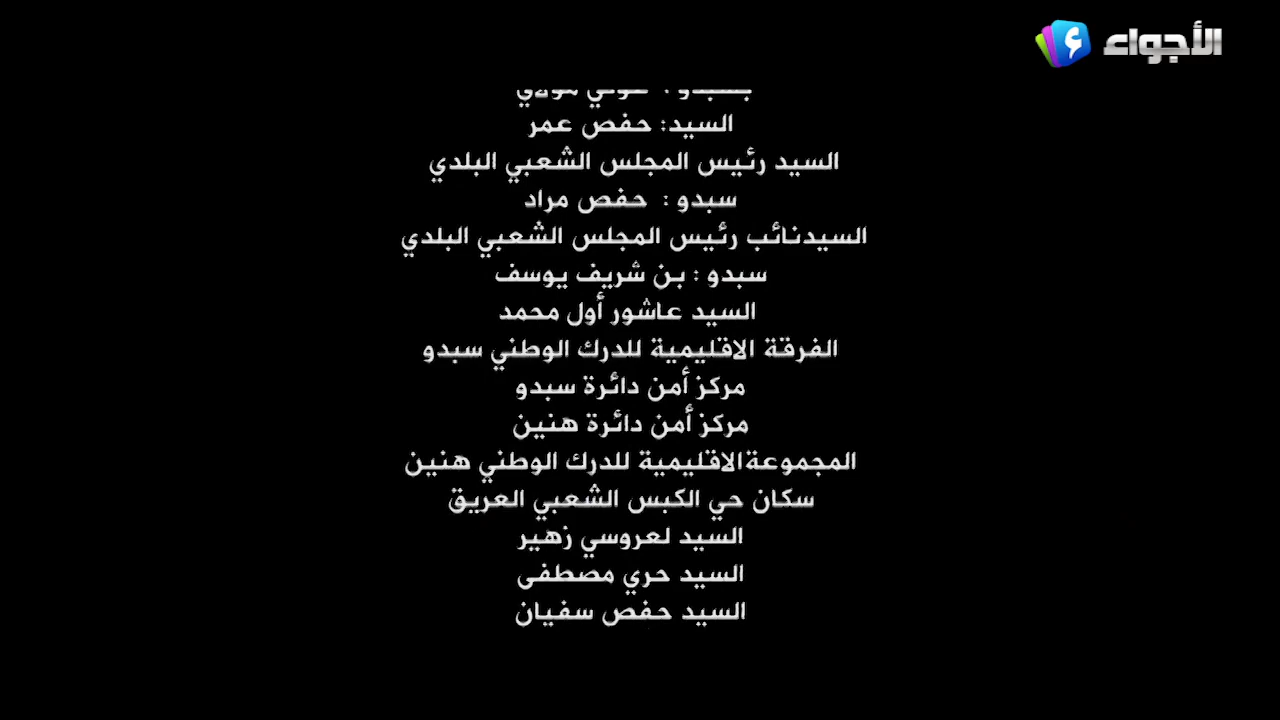 الأجواء
السيد: حفص عمر
السيد رئيس المجلس الشعبي البلدي
سبدو : حفص مراد
السيدنائب رئيس المجلس الشعبي البلدي
سبدو : بن شريف يوسف
السيد عاشور أول محمد
الفرقة الاقليمية للدرك الوطني سبدو
مركز أمن دائرة سبدو
مركز أمن دائرة هنين
المجموعةالاقليمية للدرك الوطني هنين
سكان حي الكبس الشعبي العريق
السيد لعروسي زهير
السيد حري مصطفى
السيد حفص سفيان